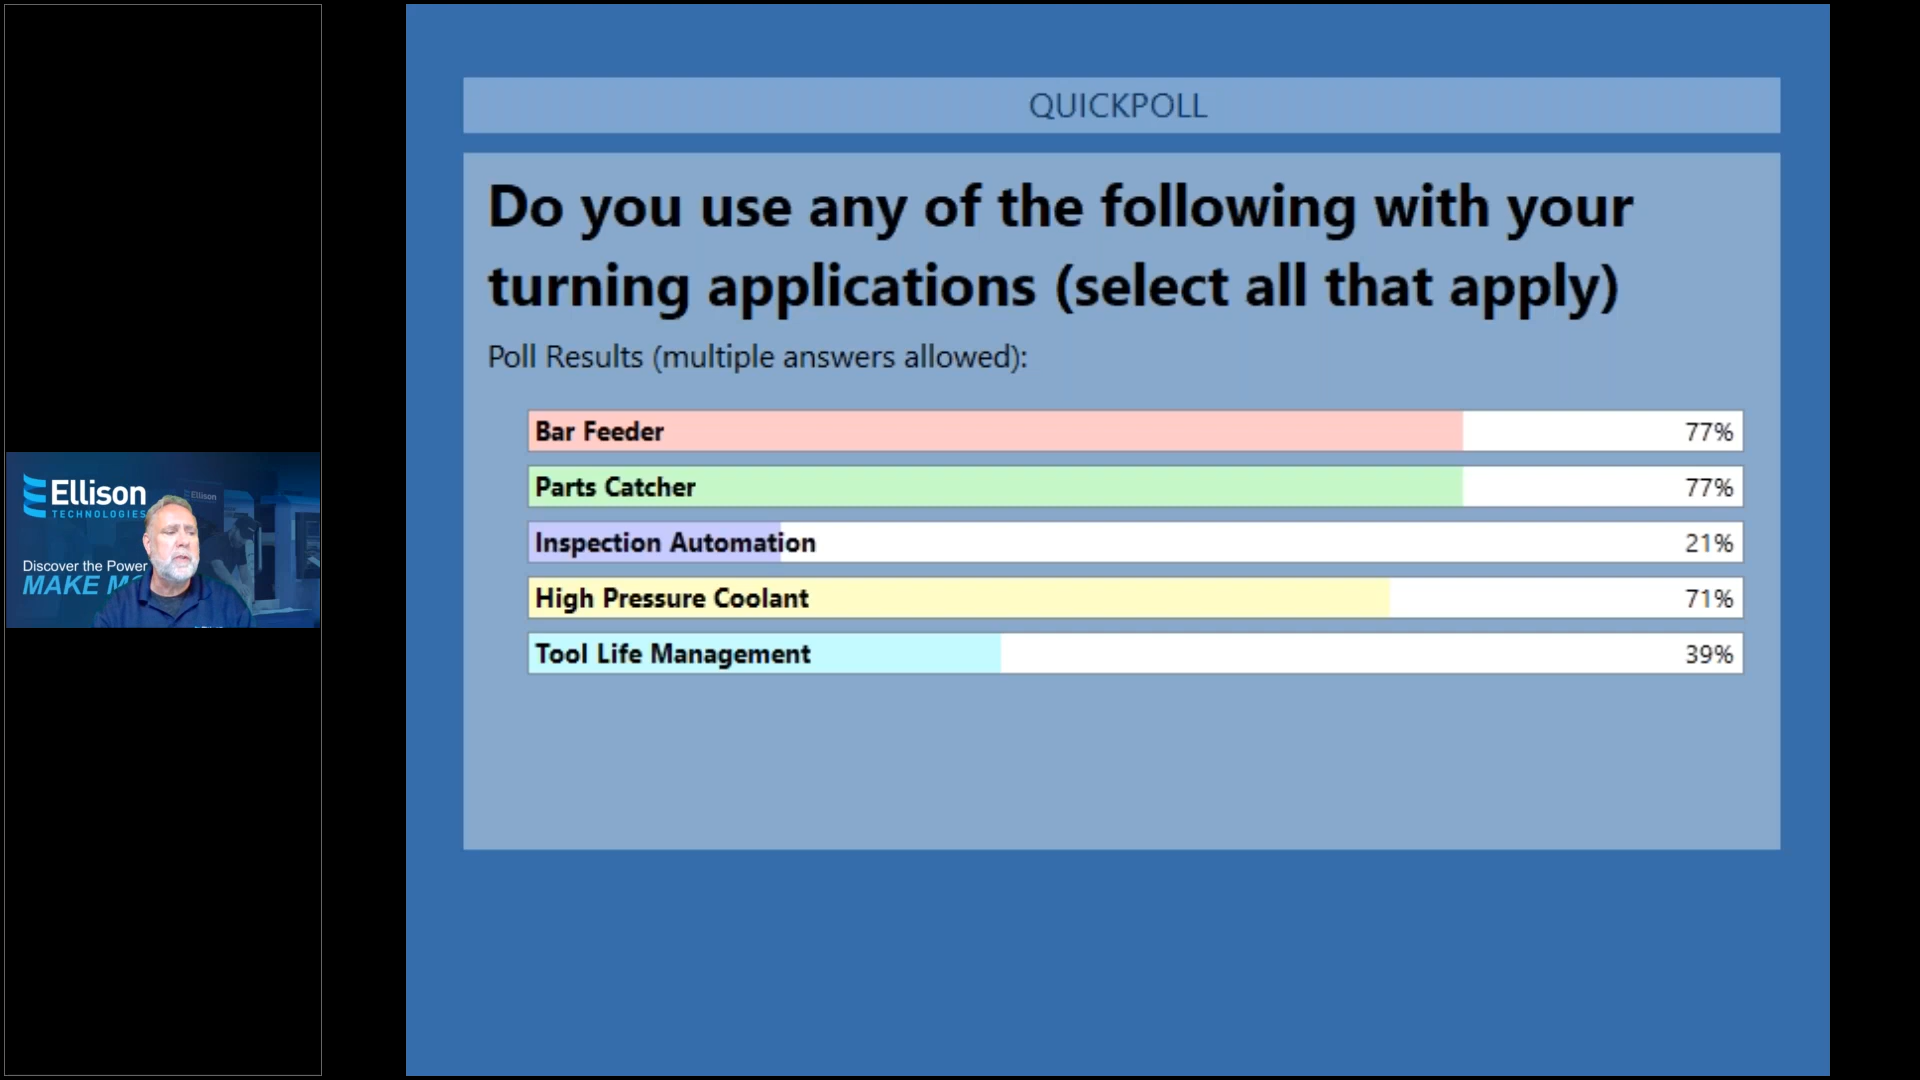 Ellison
TECHNOLOGIES
Ellison
Discover the Power
MAKE
QUICKPOLL
Do you use any of the following with your
turning applications (select all that apply)
Poll Results (multiple answers allowed):
Bar Feeder 77%
Parts Catcher 77%
Inspection Automation 21%
High Pressure Coolant 71%
Tool Life Management 39%